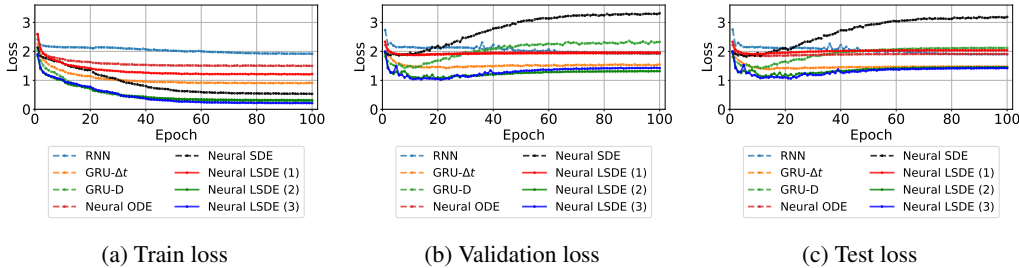 3
2
1
0
Loss
0 20 40 60 80 100
Epoch
RNN
GRU-Δt
GRU-D
Neural ODE
Neural SDE
Neural LSDE (1)
Neural LSDE (2)
Neural LSDE (3)
(a) Train loss
3
2
1
0
Loss
0 20 40 60 80 100
Epoch
RNN
GRU-Δt
GRU-D
Neural ODE
Neural SDE
Neural LSDE (1)
Neural LSDE (2)
Neural LSDE (3)
(b) Validation loss
3
2
1
0
Loss
0 20 40 60 80 100
Epoch
RNN
GRU-Δt
GRU-D
Neural ODE
Neural SDE
Neural LSDE (1)
Neural LSDE (2)
Neural LSDE (3)
(c) Test loss